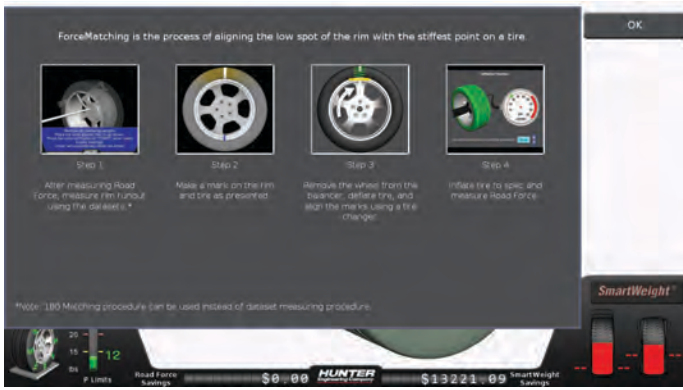 OK
ForceMatching is the process of aligning the low spot of the rim with the stiffest point on a tire.
Step 1
After measuring Road
Force, measure rim runout
using the datasets.*
Step 2
Make a mark on the rim
and tire as presented.
Step 3
Remove the wheel from the
balancer, deflate tire, and
align the marks using a tire
changer.
Step 4
Inflate tire to spec and
measure Road Force.
*Note: 180 Matching procedure can be used instead of dataset measuring procedure.
SmartWeight
20
15
12
lbs
P Limits
Road Force
Savings
$0.00
HUNTER
Engineering Company
$13221.09
SmartWeight
Savings